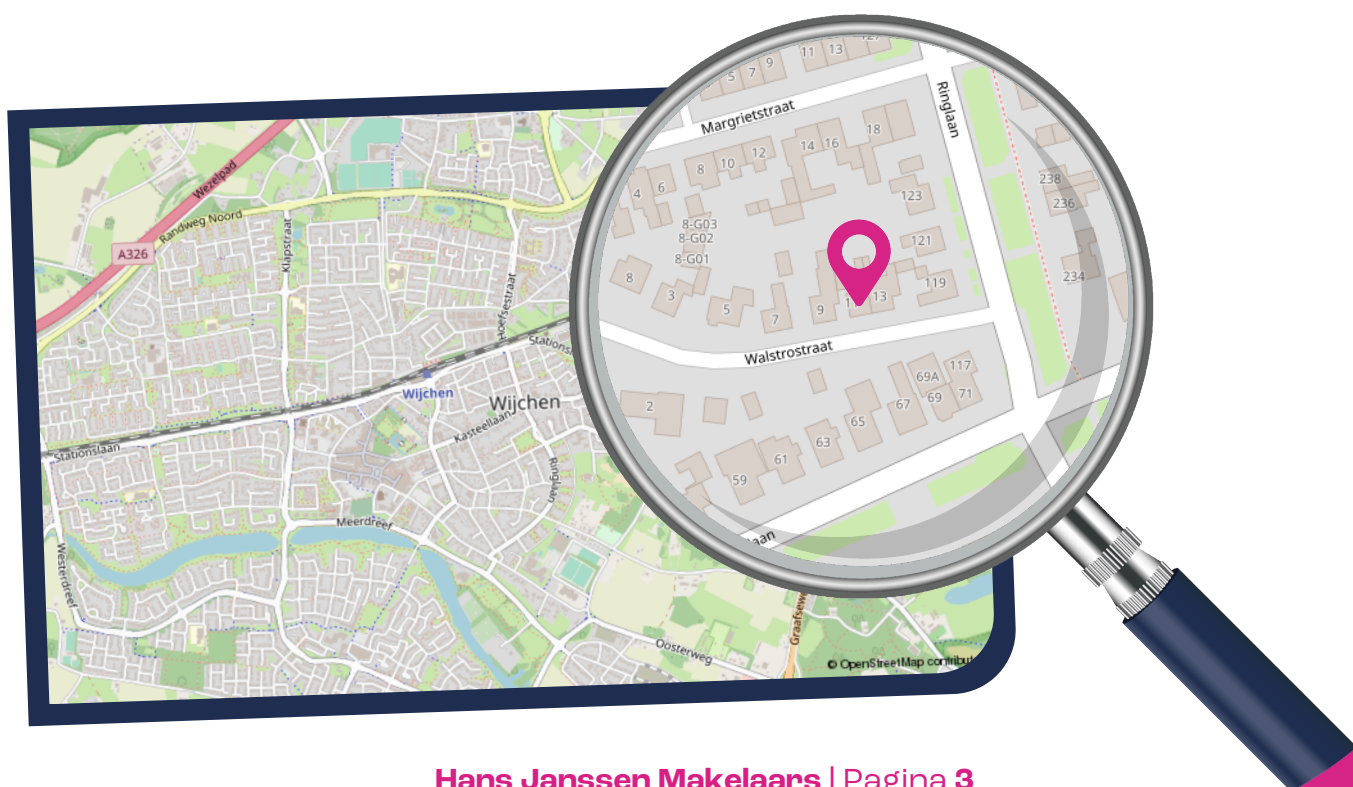 Wezelpad
Randweg Noord
A326
Klapstraat
Hoefsestraat
Wijchen
Wijchen
Kasteellaan
Stationslaan
Ringlaan
Meerdreef
Westerdreef
Oosterweg
© OpenStreetMap contribut
11 13 127
5 7 9
Margrietstraat
Ringlaan
4 6 8 10 12 14 16 18
123
238
236
8-G03
8-G02
8-G01
121
234
8 3 5 7 9 13 119
Walstrostraat
2
69A 117
69 71
67
65
63
61
59
laan
Hans Janssen Makelaars | Pagina 3